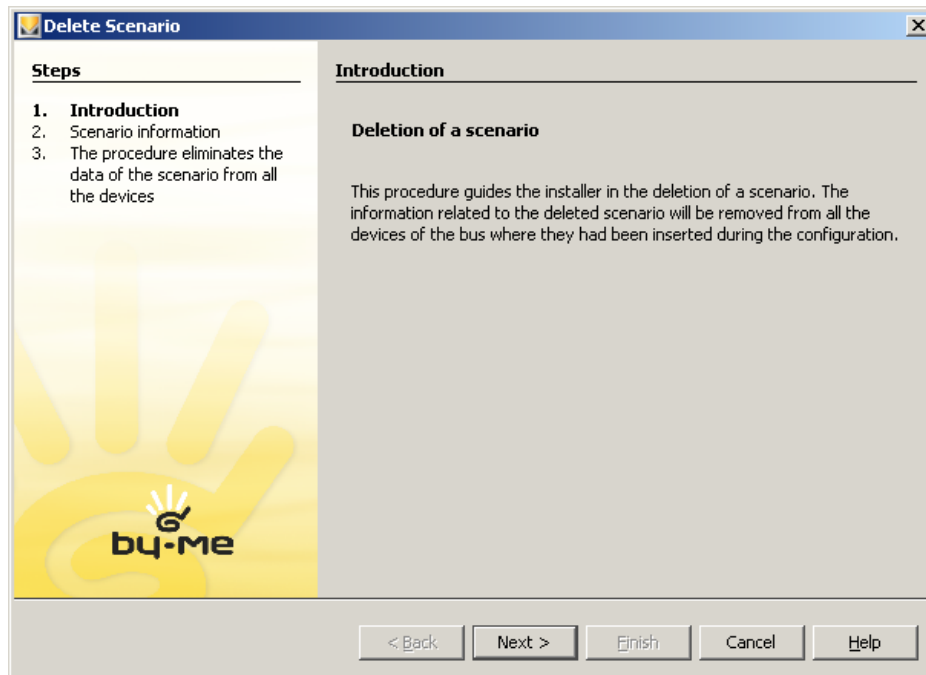 Delete Scenario
Steps
1. Introduction
2. Scenario information
3. The procedure eliminates the
data of the scenario from all
the devices
by-me
Introduction
Deletion of a scenario
This procedure guides the installer in the deletion of a scenario. The
information related to the deleted scenario will be removed from all the
devices of the bus where they had been inserted during the configuration.
< Back Next > Finish Cancel Help